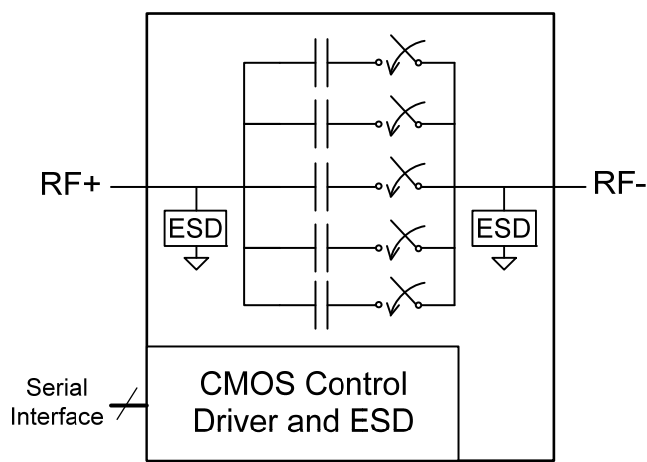 RF+
RF-
ESD
ESD
Serial
Interface
CMOS Control
Driver and ESD